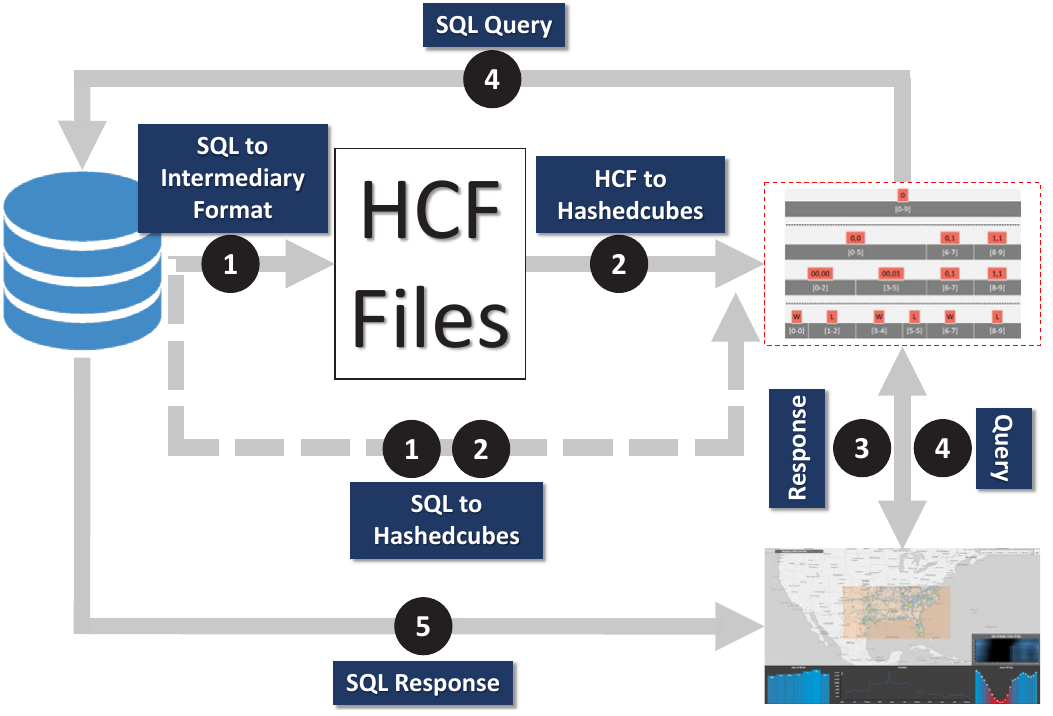 SQL Query
4
SQL to
Intermediary
Format
1
HCF
Files
HCF to
Hashedcubes
2
0
[0-9]
0,0 0,1 1,1
[0-5] [6-7] [8-9]
00,00 00,01 0,1 1,1
[0-2] [3-5] [6-7] [8-9]
W L W L W L
[0-0] [1-2] [3-4] [5-5] [6-7] [8-9]
1 2
SQL to
Hashedcubes
Response
3
4
Query
5
SQL Response